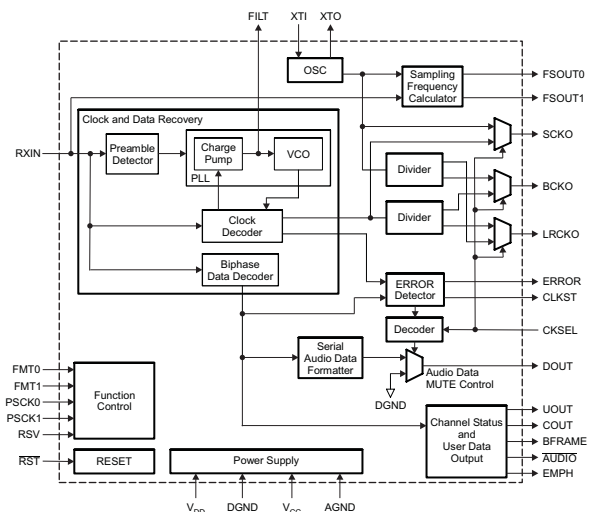 FILT
XTI
XTO
OSC
Sampling
Frequency
Calculator
FSOUT0
FSOUT1
Clock and Data Recovery
RXIN
Preamble
Detector
Charge
Pump
VCO
PLL
Divider
Divider
SCKO
BCKO
LRCKO
Clock
Decoder
Biphase
Data Decoder
ERROR
Detector
ERROR
CLKST
Decoder
CKSEL
Serial
Audio Data
Formatter
DOUT
Audio Data
MUTE Control
DGND
FMT0
FMT1
PSCK0
PSCK1
RSV
Function
Control
Channel Status
and
User Data
Output
UOUT
COUT
BFRAME
AUDIO
EMPH
RST
RESET
Power Supply
VDD
DGND
VCC
AGND